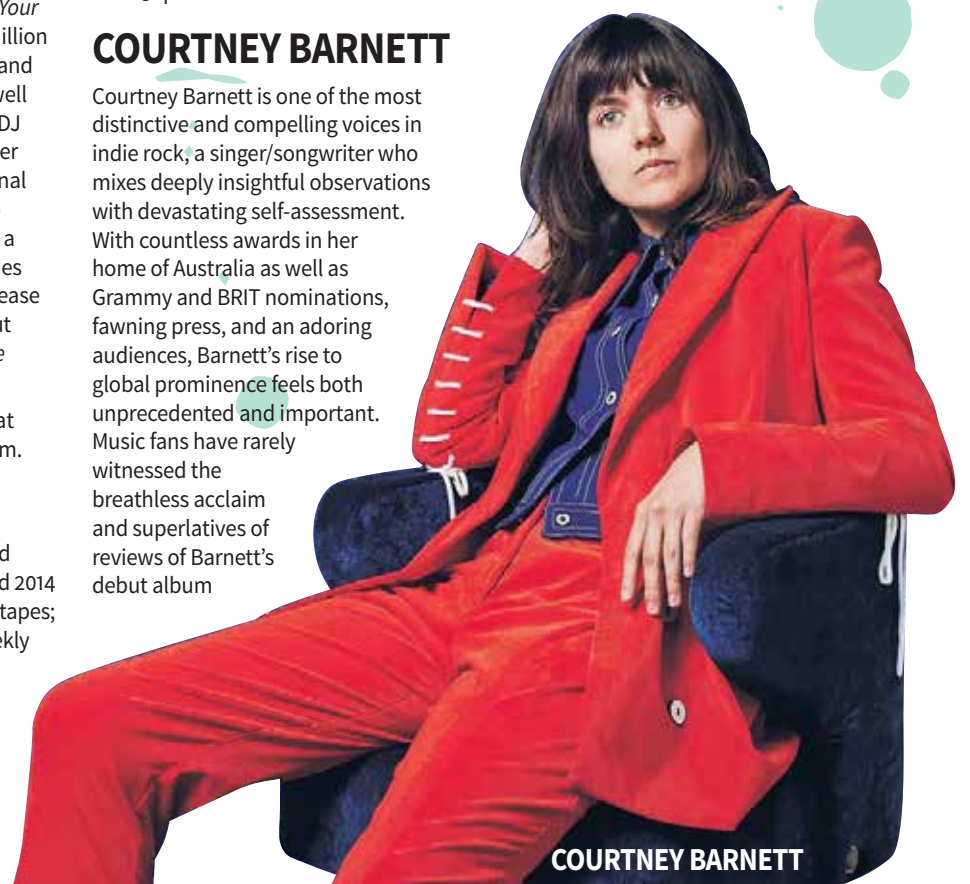 Your
illion
and
well
DJ
er
nal
a
es
ease
ut
e
at
m.
d
d 2014
tapes;
ekly
COURTNEY BARNETT
Courtney Barnett is one of the most
distinctive and compelling voices in
indie rock, a singer/songwriter who
mixes deeply insightful observations
with devastating self-assessment.
With countless awards in her
home of Australia as well as
Grammy and BRIT nominations,
fawning press, and an adoring
audiences, Barnett’s rise to
global prominence feels both
unprecedented and important.
Music fans have rarely
witnessed the
breathless acclaim
and superlatives of
reviews of Barnett’s
debut album
COURTNEY BARNETT